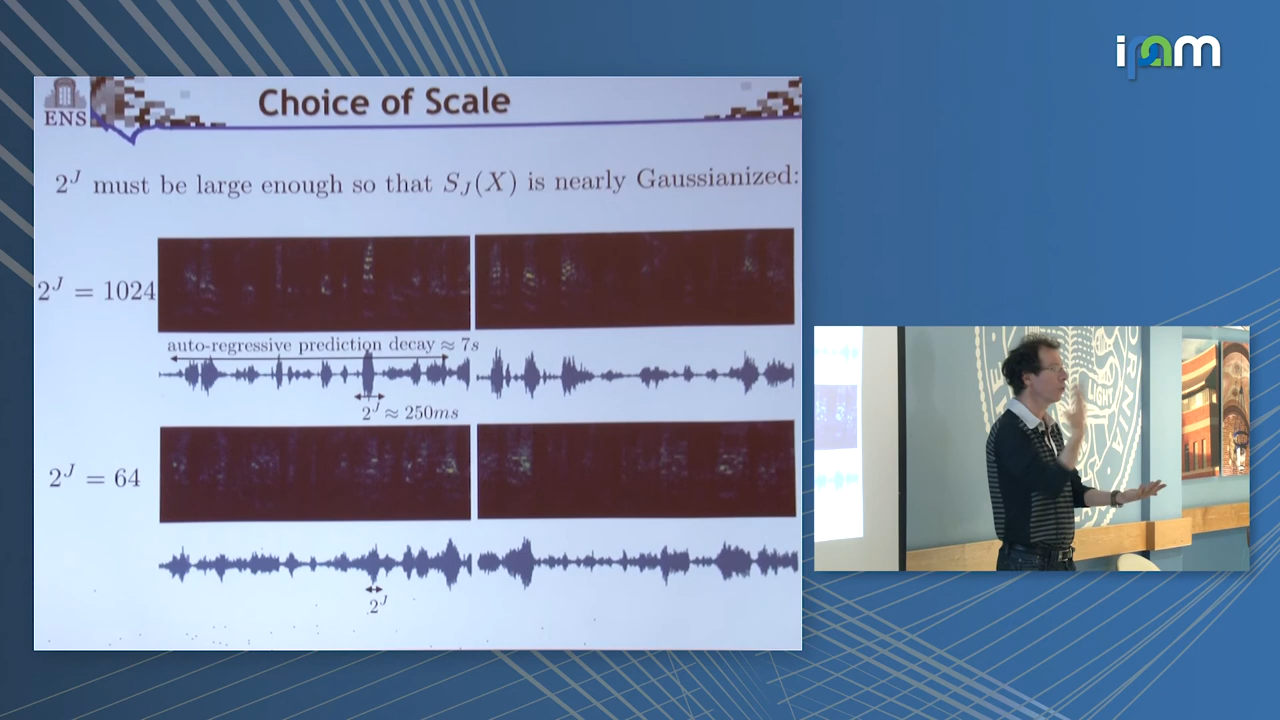 ipam
ENS
Choice of Scale
2^J must be large enough so that S_J(X) is nearly Gaussianized:
2^J = 1024
auto-regressive prediction decay ≈ 7s
2^J ≈ 250ms
2^J = 64
2^J
LIGHT